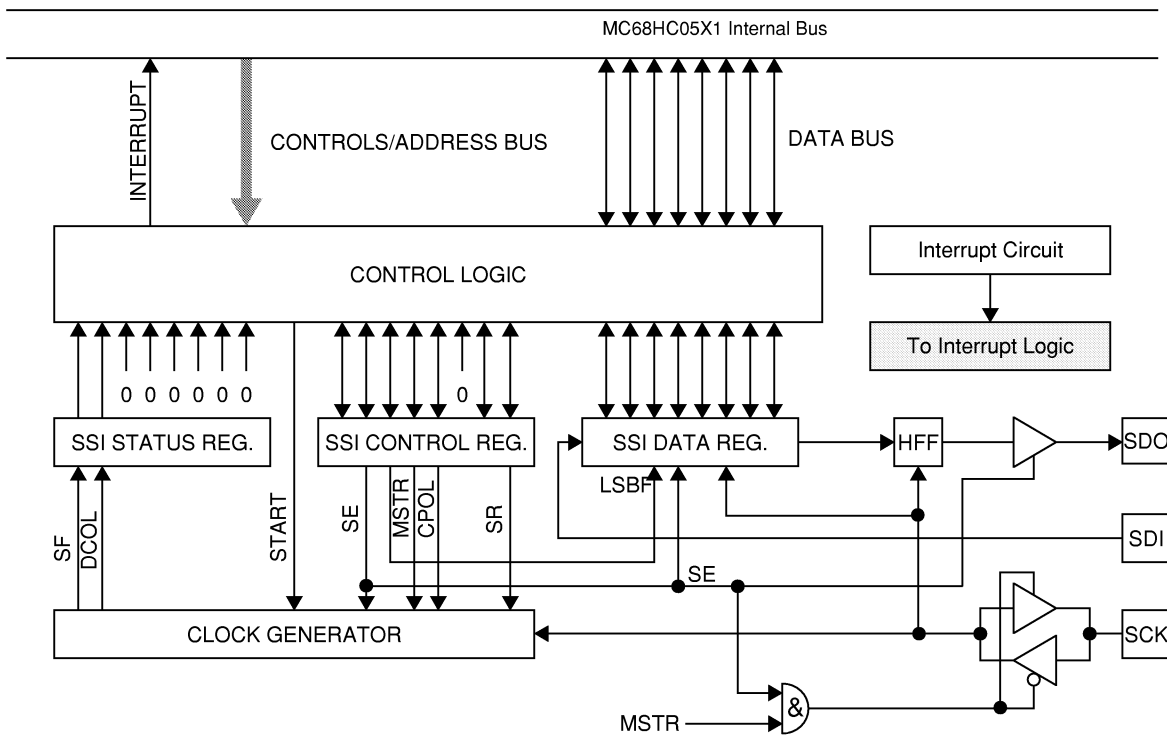 MC68HC05X1 Internal Bus
INTERRUPT
CONTROLS/ADDRESS BUS
DATA BUS
CONTROL LOGIC
Interrupt Circuit
To Interrupt Logic
0 0 0 0 0 0
0
SSI STATUS REG.
SSI CONTROL REG.
SSI DATA REG.
HFF
SDO
LSBF
SF
DCOL
START
SE
MSTR
CPOL
SR
SDI
SE
CLOCK GENERATOR
SCK
&
MSTR